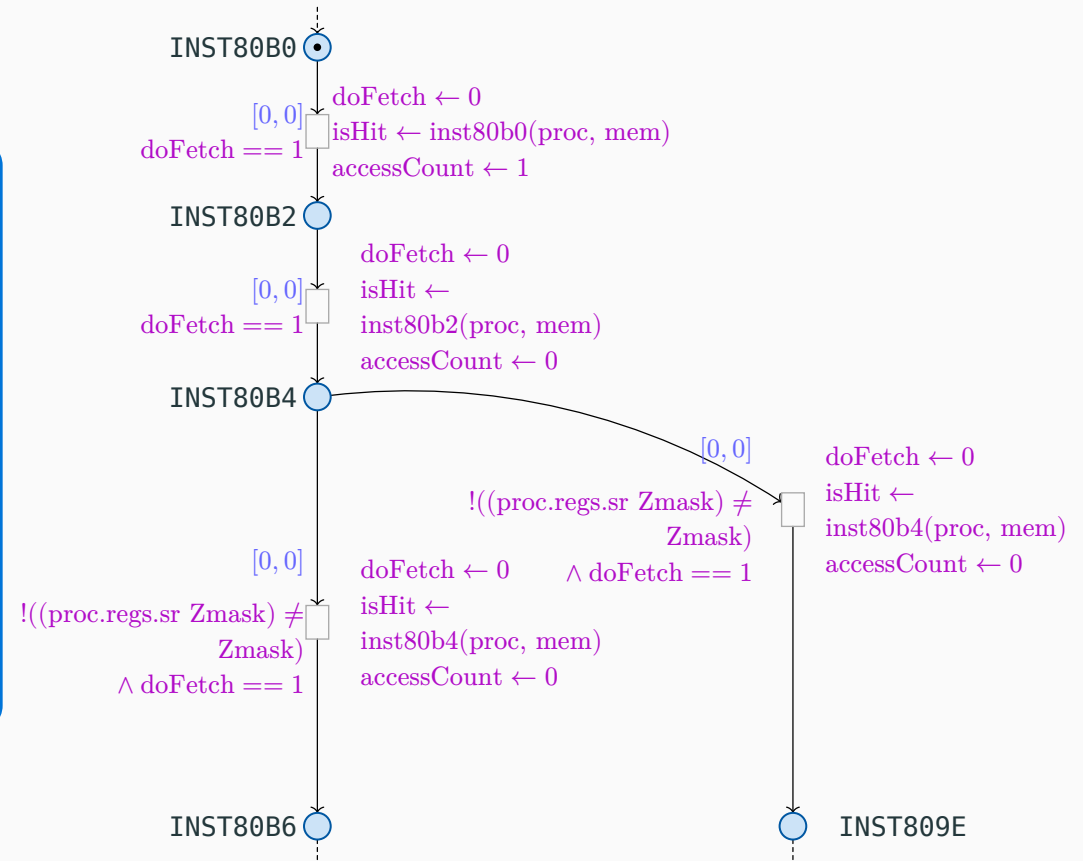 INST80B0
[0, 0]
doFetch == 1
doFetch ← 0
isHit ← inst80b0(proc, mem)
accessCount ← 1
INST80B2
[0, 0]
doFetch == 1
doFetch ← 0
isHit ←
inst80b2(proc, mem)
accessCount ← 0
INST80B4
[0, 0]
!((proc.regs.sr Zmask) ≠
Zmask)
∧ doFetch == 1
doFetch ← 0
isHit ←
inst80b4(proc, mem)
accessCount ← 0
[0, 0]
!((proc.regs.sr Zmask) ≠
Zmask)
∧ doFetch == 1
doFetch ← 0
isHit ←
inst80b4(proc, mem)
accessCount ← 0
INST80B6
INST809E